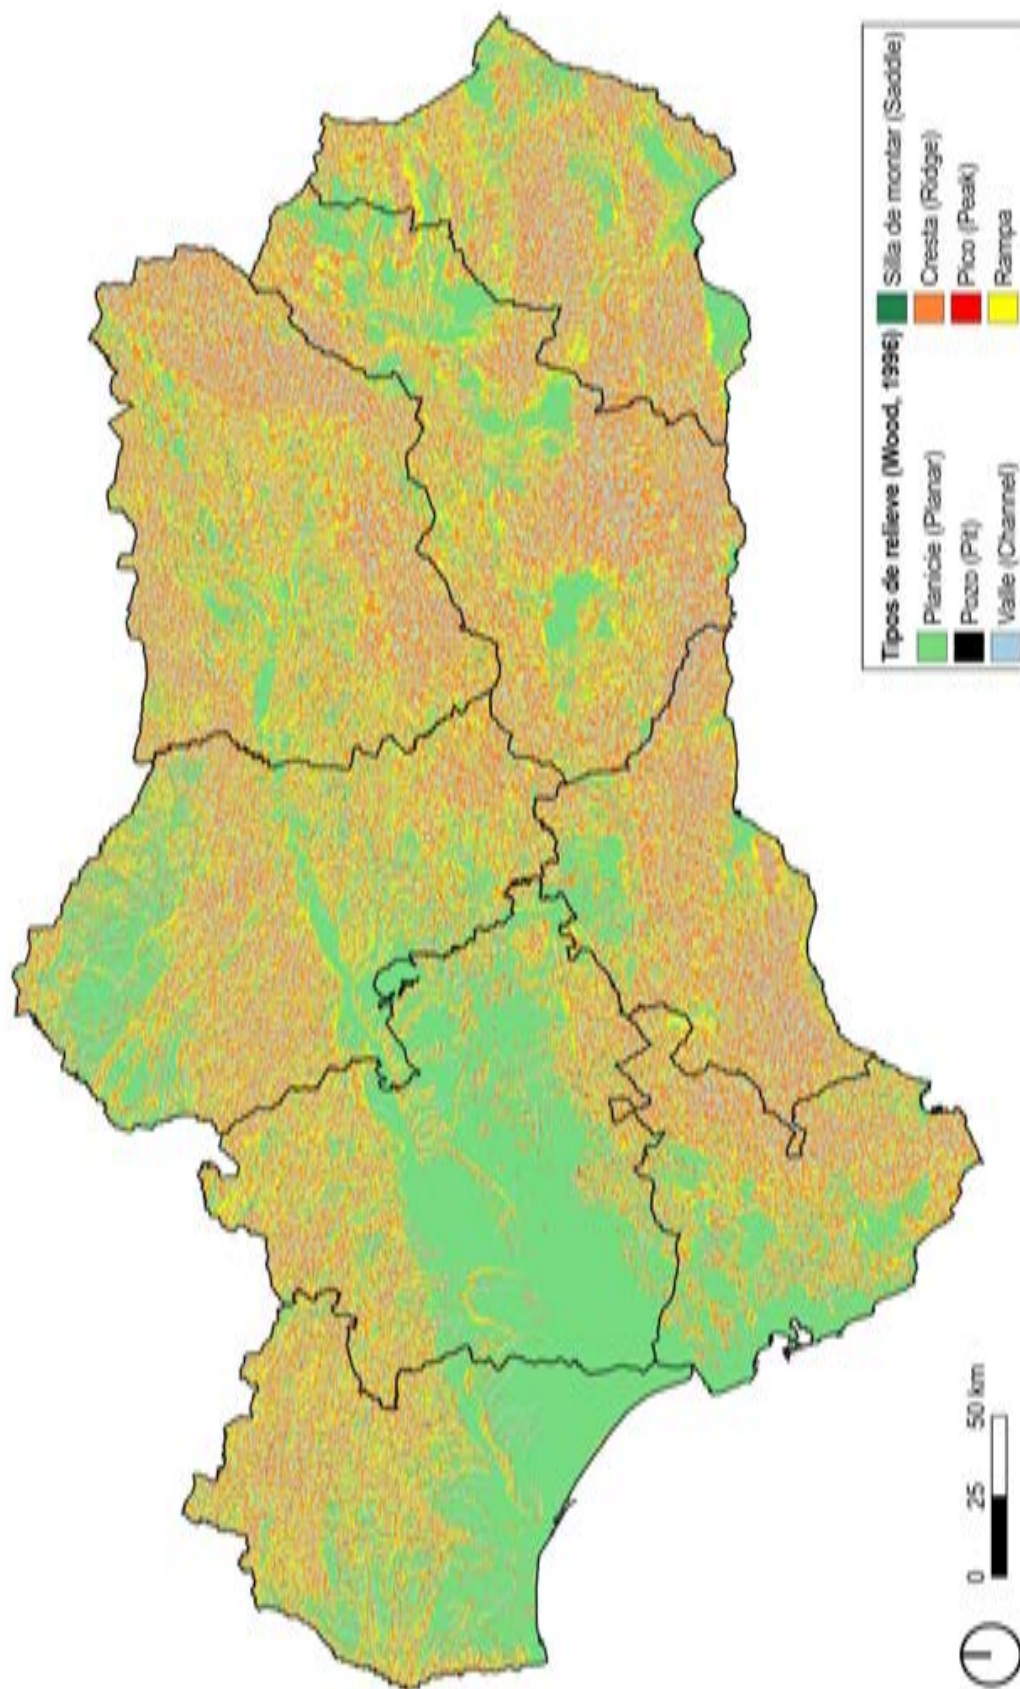 Tipos de relieve (Wood, 1996)
Planicie (Planar)
Pozo (Pit)
Valle (Channel)
Silla de montar (Saddle)
Cresta (Ridge)
Pico (Peak)
Rampa
0 25 50 km